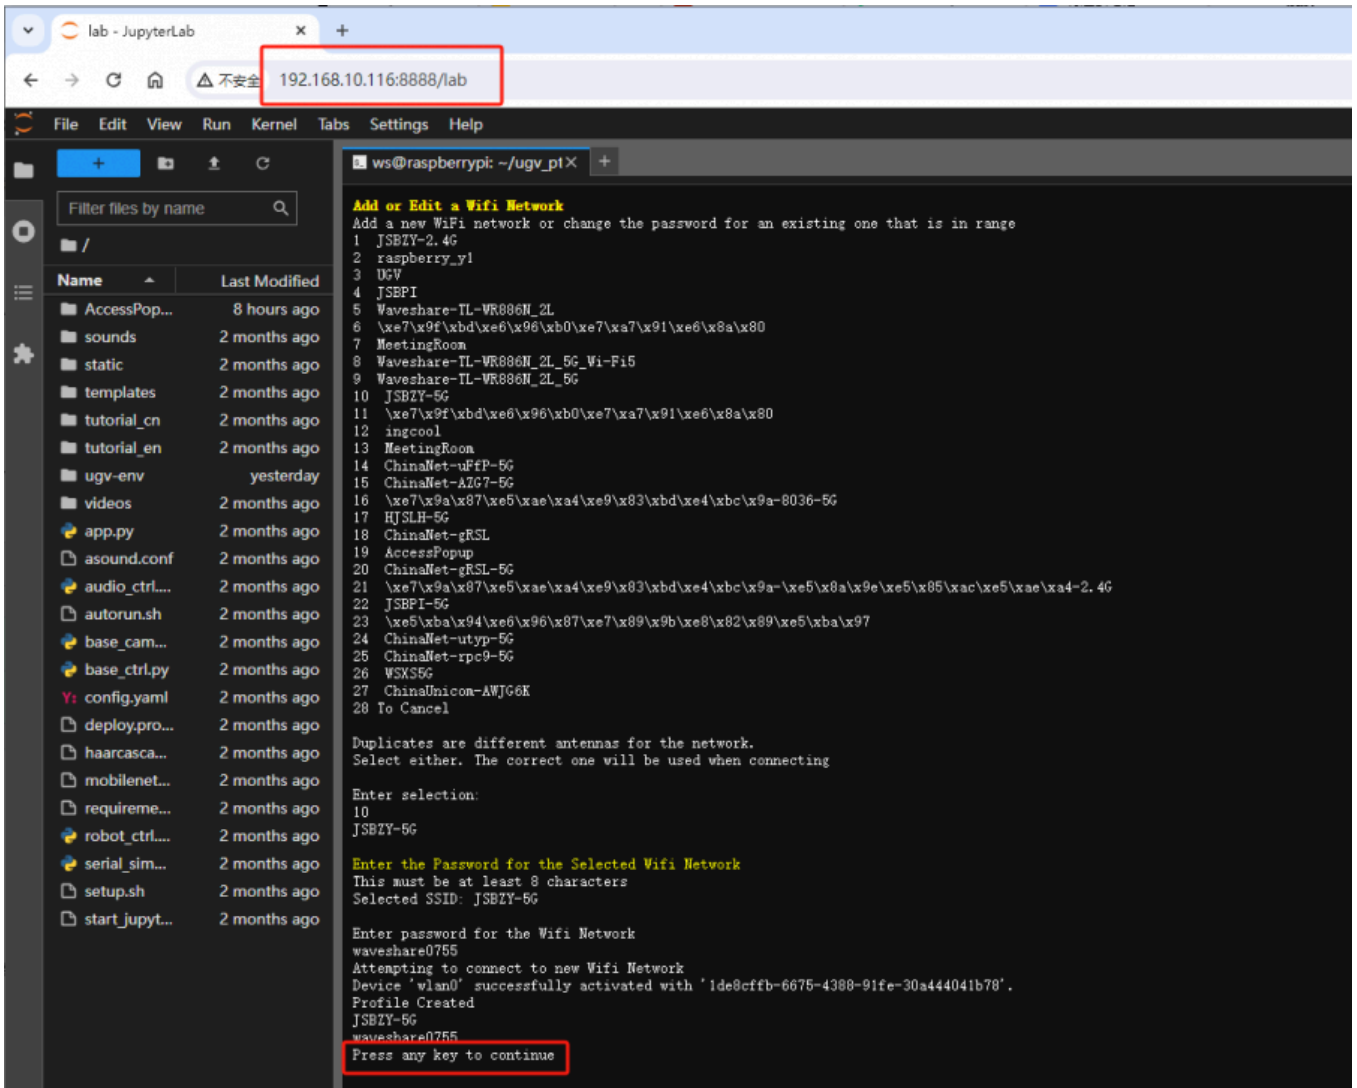 lab - JupyterLab
不安全 192.168.10.116:8888/lab
File Edit View Run Kernel Tabs Settings Help
ws@raspberrypi: ~/ugv_pt
Filter files by name
/
Name Last Modified
AccessPop... 8 hours ago
sounds 2 months ago
static 2 months ago
templates 2 months ago
tutorial_cn 2 months ago
tutorial_en 2 months ago
ugv-env yesterday
videos 2 months ago
app.py 2 months ago
asound.conf 2 months ago
audio_ctrl.... 2 months ago
autorun.sh 2 months ago
base_cam... 2 months ago
base_ctrl.py 2 months ago
Y: config.yaml 2 months ago
deploy.pro... 2 months ago
haarcasca... 2 months ago
mobilenet... 2 months ago
requireme... 2 months ago
robot_ctrl.... 2 months ago
serial_sim... 2 months ago
setup.sh 2 months ago
start_jupyt... 2 months ago
Add or Edit a Wifi Network
Add a new WiFi network or change the password for an existing one that is in range
1 JSBZY-2.4G
2 raspberry_y1
3 UGV
4 JSBPI
5 Waveshare-TL-WR886N_2L
6 \xe7\x9f\xbd\xe6\x96\xb0\xe7\xa7\x91\xe6\x8a\x80
7 MeetingRoom
8 Waveshare-TL-WR886N_2L_5G_Wi-Fi5
9 Waveshare-TL-WR886N_2L_5G
10 JSBZY-5G
11 \xe7\x9f\xbd\xe6\x96\xb0\xe7\xa7\x91\xe6\x8a\x80
12 ingcool
13 MeetingRoom
14 ChinaNet-uFfP-5G
15 ChinaNet-AZG7-5G
16 \xe7\x9a\x87\xe5\xae\xa4\xe9\x83\xbd\xe4\xbc\x9a-8036-5G
17 HJSLH-5G
18 ChinaNet-gRSL
19 AccessPopup
20 ChinaNet-gRSL-5G
21 \xe7\x9a\x87\xe5\xae\xa4\xe9\x83\xbd\xe4\xbc\x9a-\xe5\x8a\x9e\xe5\x85\xac\xe5\xae\xa4-2.4G
22 JSBPI-5G
23 \xe5\xba\x94\xe6\x96\x87\xe7\x89\x9b\xe8\x82\x89\xe5\xba\x97
24 ChinaNet-utyp-5G
25 ChinaNet-rpc9-5G
26 WSXS5G
27 ChinaUnicom-AWJG6K
28 To Cancel
Duplicates are different antennas for the network.
Select either. The correct one will be used when connecting
Enter selection:
10
JSBZY-5G
Enter the Password for the Selected Wifi Network
This must be at least 8 characters
Selected SSID: JSBZY-5G
Enter password for the Wifi Network
waveshare0755
Attempting to connect to new Wifi Network
Device 'wlan0' successfully activated with '1de8cffb-6675-4388-91fe-30a444041b78'.
Profile Created
JSBZY-5G
waveshare0755
Press any key to continue